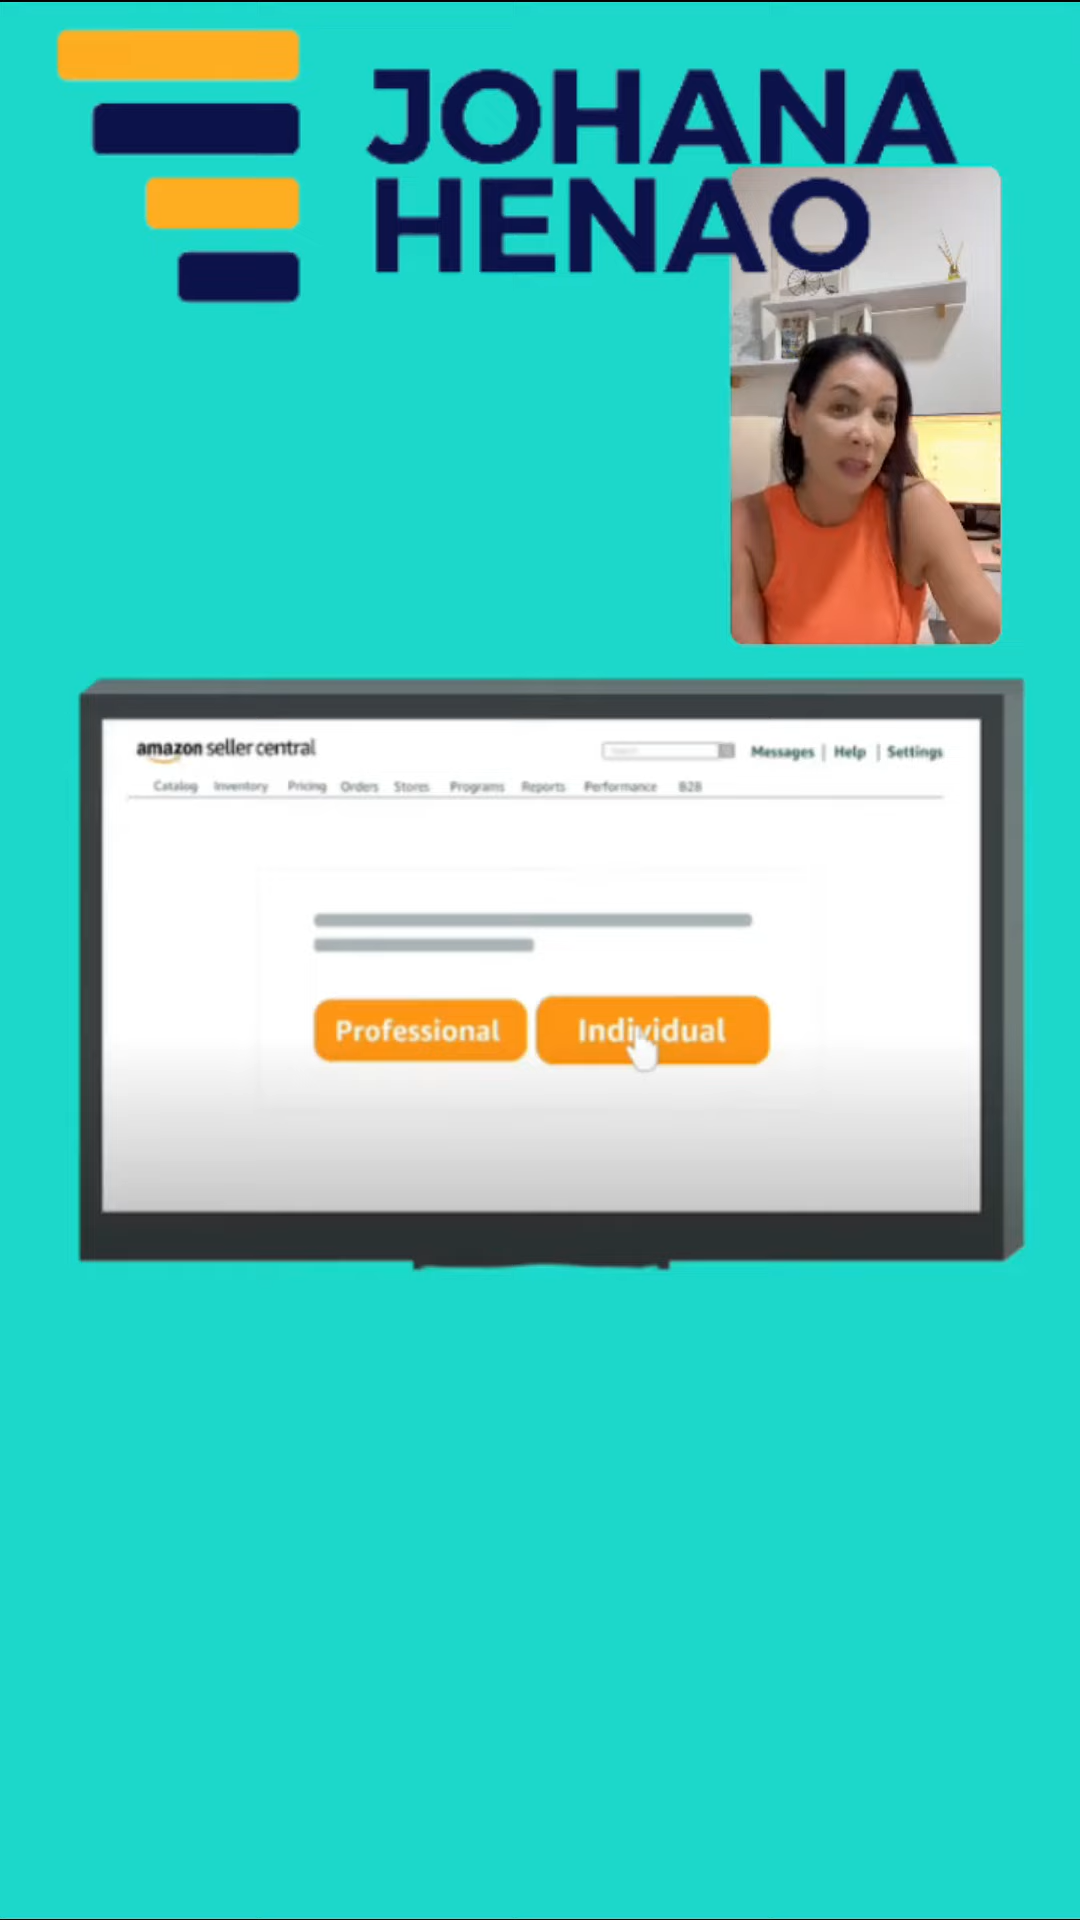 JOHANA
HENAO
amazon seller central
Messages | Help | Settings
Catalog Inventory Pricing Orders Stores Programs Reports Performance B2B
Professional
Individual